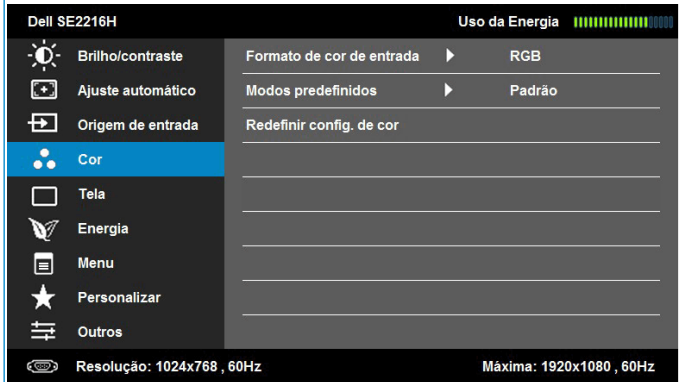 Dell SE2216H Uso da Energia
Brilho/contraste Formato de cor de entrada RGB
Ajuste automático Modos predefinidos Padrão
Origem de entrada Redefinir config. de cor
Cor
Tela
Energia
Menu
Personalizar
Outros
Resolução: 1024x768 , 60Hz Máxima: 1920x1080 , 60Hz